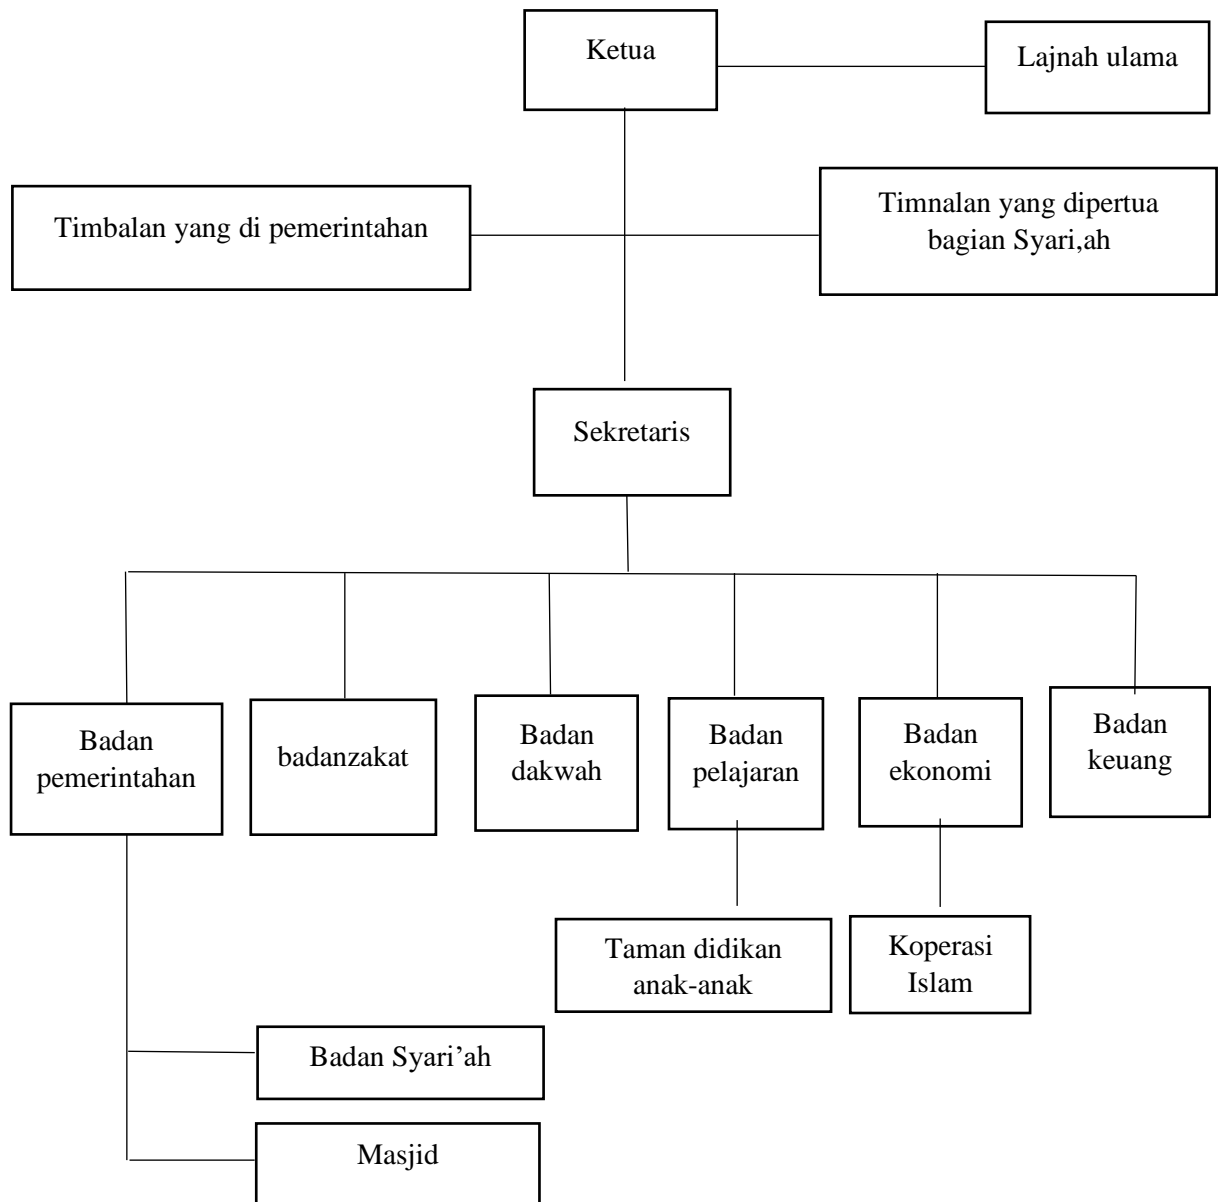 Ketua
Lajnah ulama
Timbalan yang di pemerintahan
Timnalan yang dipertua
bagian Syari,ah
Sekretaris
Badan
pemerintahan
badanzakat
Badan
dakwah
Badan
pelajaran
Badan
ekonomi
Badan
keuang
Taman didikan
anak-anak
Koperasi
Islam
Badan Syari’ah
Masjid